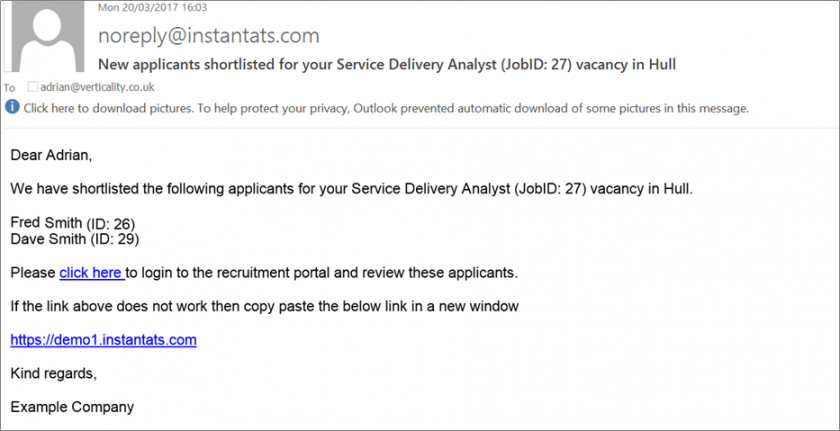 Mon 20/03/2017 16:03
noreply@instantats.com
New applicants shortlisted for your Service Delivery Analyst (JobID: 27) vacancy in Hull
To adrian@verticality.co.uk
Click here to download pictures. To help protect your privacy, Outlook prevented automatic download of some pictures in this message.
Dear Adrian,
We have shortlisted the following applicants for your Service Delivery Analyst (JobID: 27) vacancy in Hull.
Fred Smith (ID: 26)
Dave Smith (ID: 29)
Please click here to login to the recruitment portal and review these applicants.
If the link above does not work then copy paste the below link in a new window
https://demo1.instantats.com
Kind regards,
Example Company